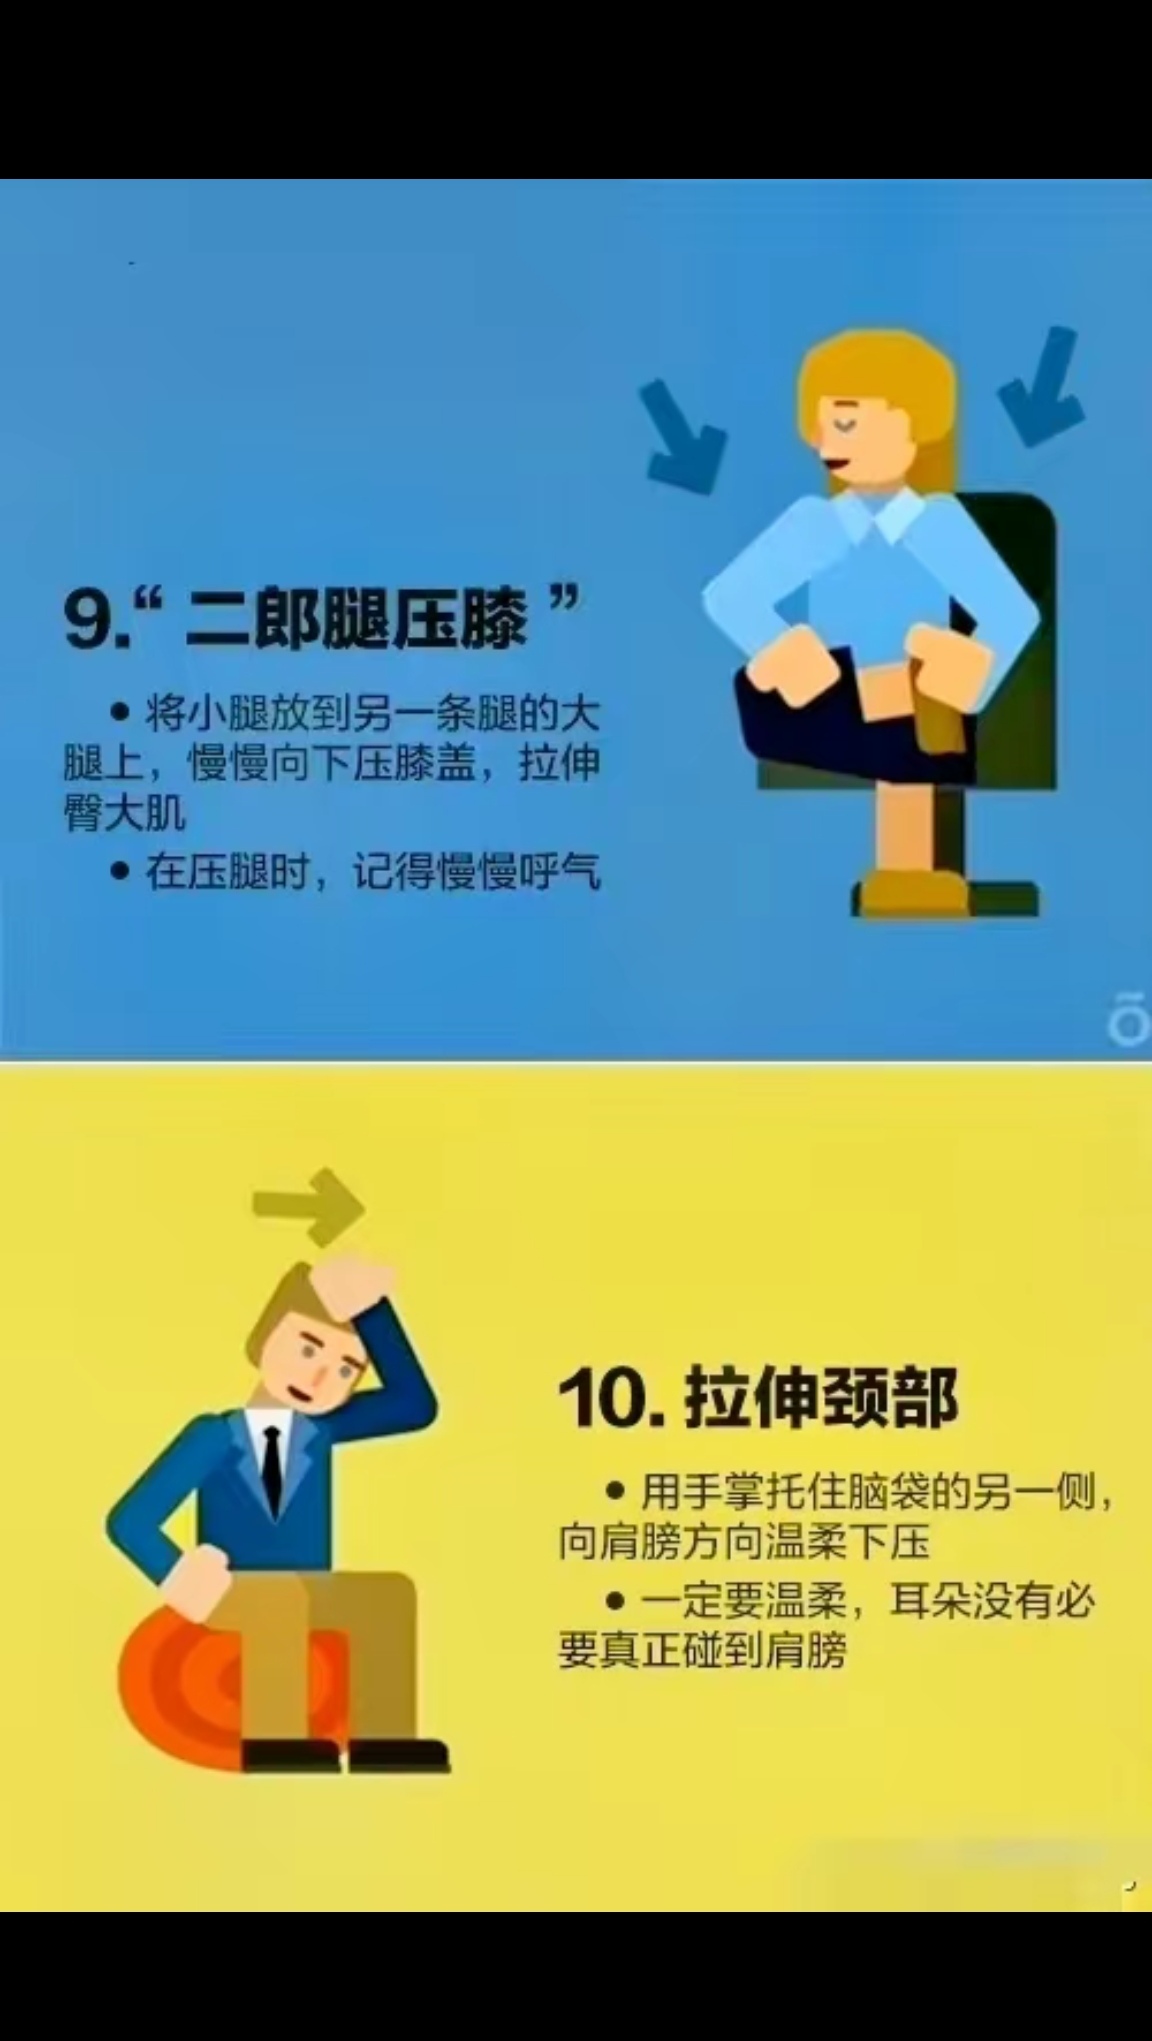 9.“二郎腿压膝”
● 将小腿放到另一条腿的大
腿上，慢慢向下压膝盖，拉伸
臀大肌
● 在压腿时，记得慢慢呼气
10. 拉伸颈部
● 用手掌托住脑袋的另一侧，
向肩膀方向温柔下压
● 一定要温柔，耳朵没有必
要真正碰到肩膀